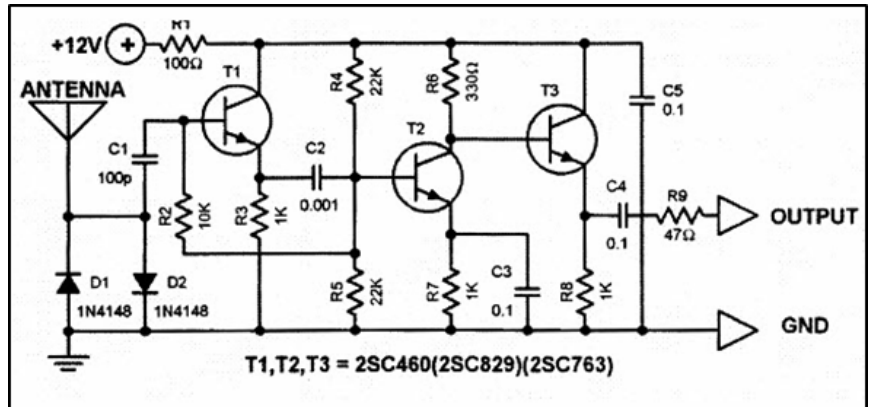 R1
+12V
100Ω
ANTENNA
T1
R4
22K
R6
330Ω
T3
C5
0.1
C1
100p
C2
0.001
T2
R2
10K
R3
1K
C4
0.1
R9
47Ω
OUTPUT
D1
1N4148
D2
1N4148
R5
22K
R7
1K
C3
0.1
R8
1K
GND
T1,T2,T3 = 2SC460(2SC829)(2SC763)